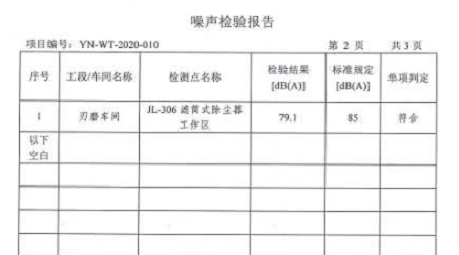 噪声检验报告
项目编号: YN-WT-2020-010 第 2 页 共 3 页
序号 工段/车间名称 检测点名称 检验结果 [dB(A)] 标准规定 [dB(A)] 单项判定
1 刃磨车间 JL-306 滤筒式除尘器 工作区 79.1 85 符合
以下
空白